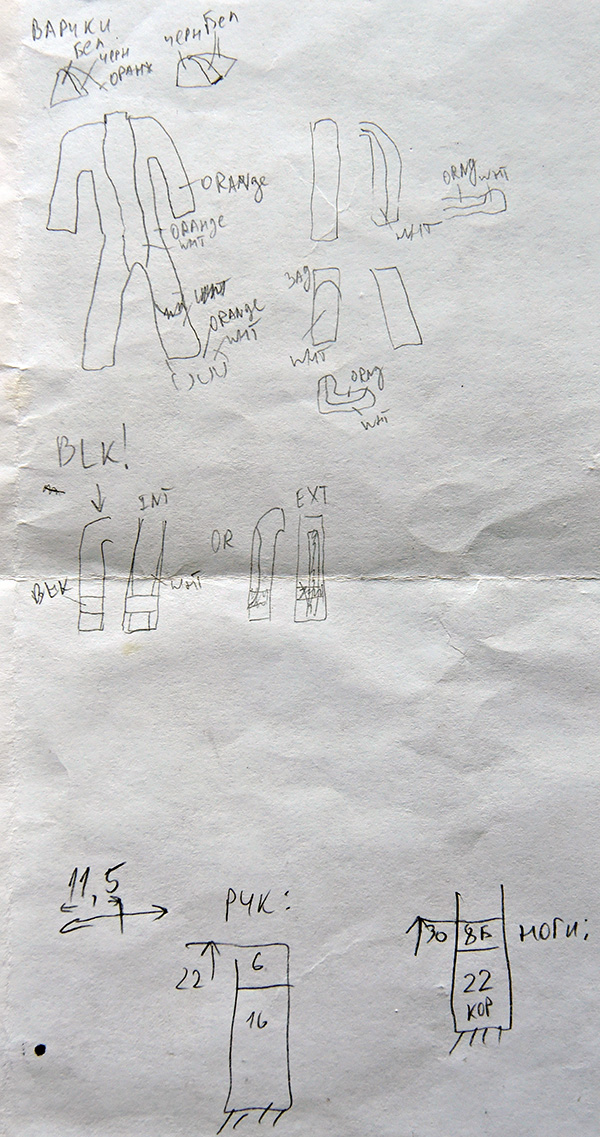 ВАРЧКИ
БЕЛ
ЧЕРН
ОРАНЖ
ЧЕРН БЕЛ
ORANGE
ORANGE
WHT
WHT
ORANGE
WHT
WHT
ORNG WHT
ЗАД
WHT
ORNG
WHT
BLK!
INT
BLK
WHT
OR
EXT
11,5
РЧК:
22
6
16
30
8Б
НОГИ:
22
КОР